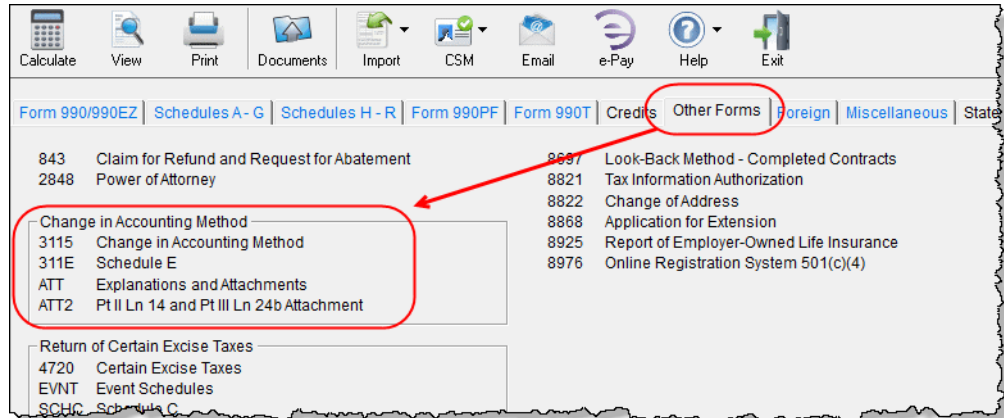 Calculate View Print Documents Import CSM Email e-Pay Help Exit
Form 990/990EZ Schedules A - G Schedules H - R Form 990PF Form 990T Credits Other Forms Foreign Miscellaneous State
843 Claim for Refund and Request for Abatement
2848 Power of Attorney
Change in Accounting Method
3115 Change in Accounting Method
311E Schedule E
ATT Explanations and Attachments
ATT2 Pt II Ln 14 and Pt III Ln 24b Attachment
Return of Certain Excise Taxes
4720 Certain Excise Taxes
EVNT Event Schedules
SCHC Schedule C
8697 Look-Back Method - Completed Contracts
8821 Tax Information Authorization
8822 Change of Address
8868 Application for Extension
8925 Report of Employer-Owned Life Insurance
8976 Online Registration System 501(c)(4)